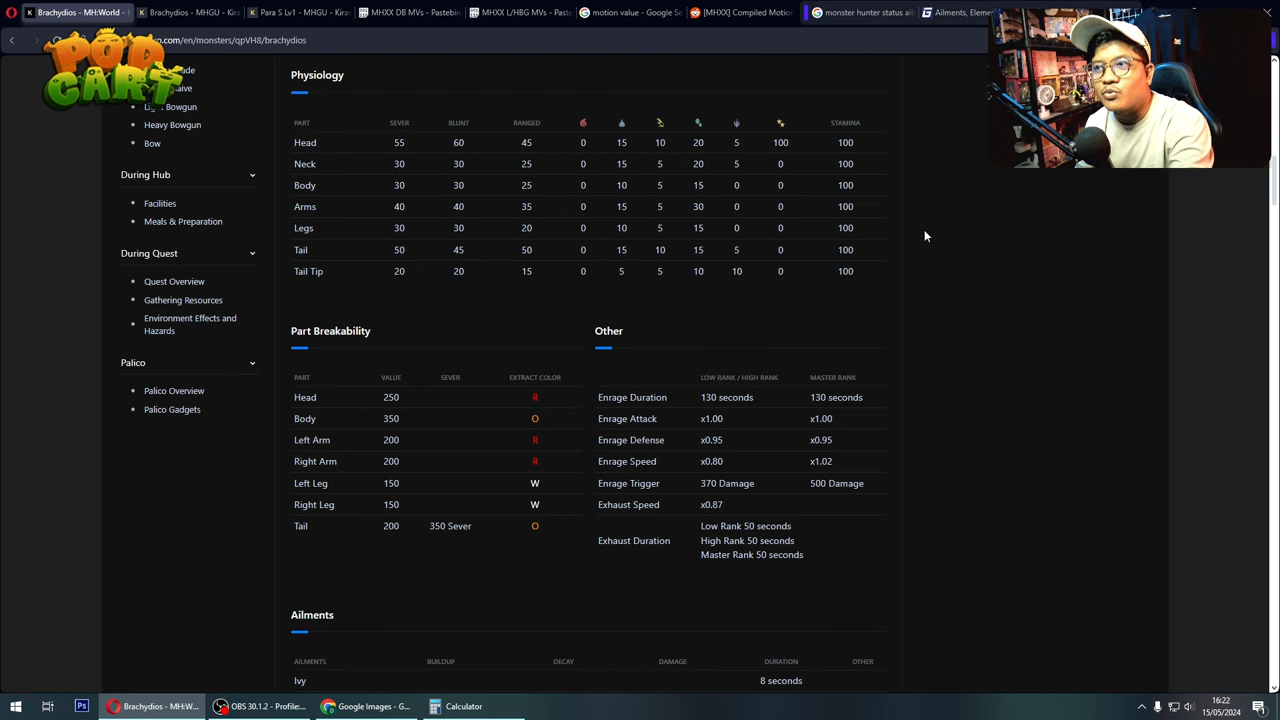 Brachydios - MH:World
Brachydios - MHGU - Kira
Para S Lv1 - MHGU - Kira
MHXX DB MVs - Pastebin.
MHXX L/HBG MVs - Paste
motion value - Google Se
[MHXX] Compiled Motion
monster hunter status ail
Ailments, Elemen
.com/en/monsters/qpVH8/brachydios
POD CART
Light Bowgun
Heavy Bowgun
Bow
During Hub
Facilities
Meals & Preparation
During Quest
Quest Overview
Gathering Resources
Environment Effects and
Hazards
Palico
Palico Overview
Palico Gadgets
Physiology
PART SEVER BLUNT RANGED STAMINA
Head 55 60 45 0 15 10 20 5 100 100
Neck 30 30 25 0 15 5 20 5 0 100
Body 30 30 25 0 10 5 15 0 0 100
Arms 40 40 35 0 15 5 30 0 0 100
Legs 30 30 20 0 10 5 15 0 0 100
Tail 50 45 50 0 15 10 15 5 0 100
Tail Tip 20 20 15 0 5 5 10 10 0 100
Part Breakability
PART VALUE SEVER EXTRACT COLOR
Head 250 R
Body 350 O
Left Arm 200 R
Right Arm 200 R
Left Leg 150 W
Right Leg 150 W
Tail 200 350 Sever O
Other
LOW RANK / HIGH RANK MASTER RANK
Enrage Duration 130 seconds 130 seconds
Enrage Attack x1.00 x1.00
Enrage Defense x0.95 x0.95
Enrage Speed x0.80 x1.02
Enrage Trigger 370 Damage 500 Damage
Exhaust Speed x0.87
Low Rank 50 seconds
Exhaust Duration High Rank 50 seconds
Master Rank 50 seconds
Ailments
AILMENTS BUILDUP DECAY DAMAGE DURATION OTHER
Ivy 8 seconds
Brachydios - MH:W...
OBS 30.1.2 - Profile:...
Google Images - G...
Calculator
16:22
15/05/2024